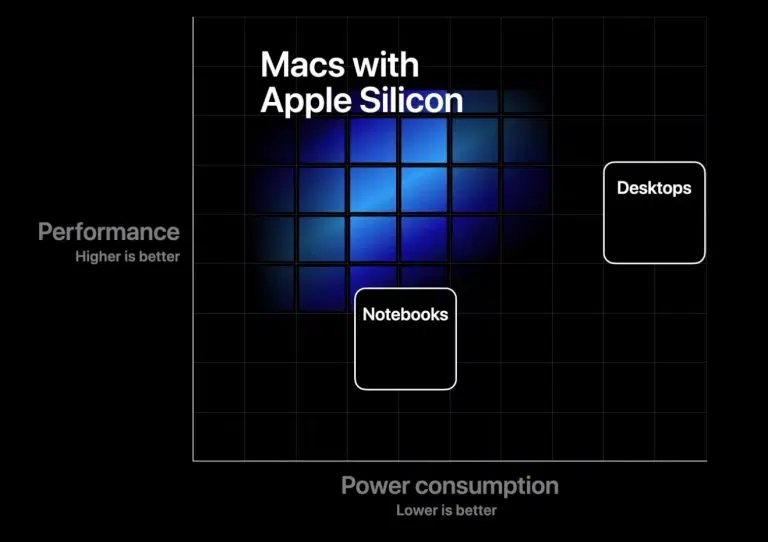 Macs with
Apple Silicon
Desktops
Performance
Higher is better
Notebooks
Power consumption
Lower is better